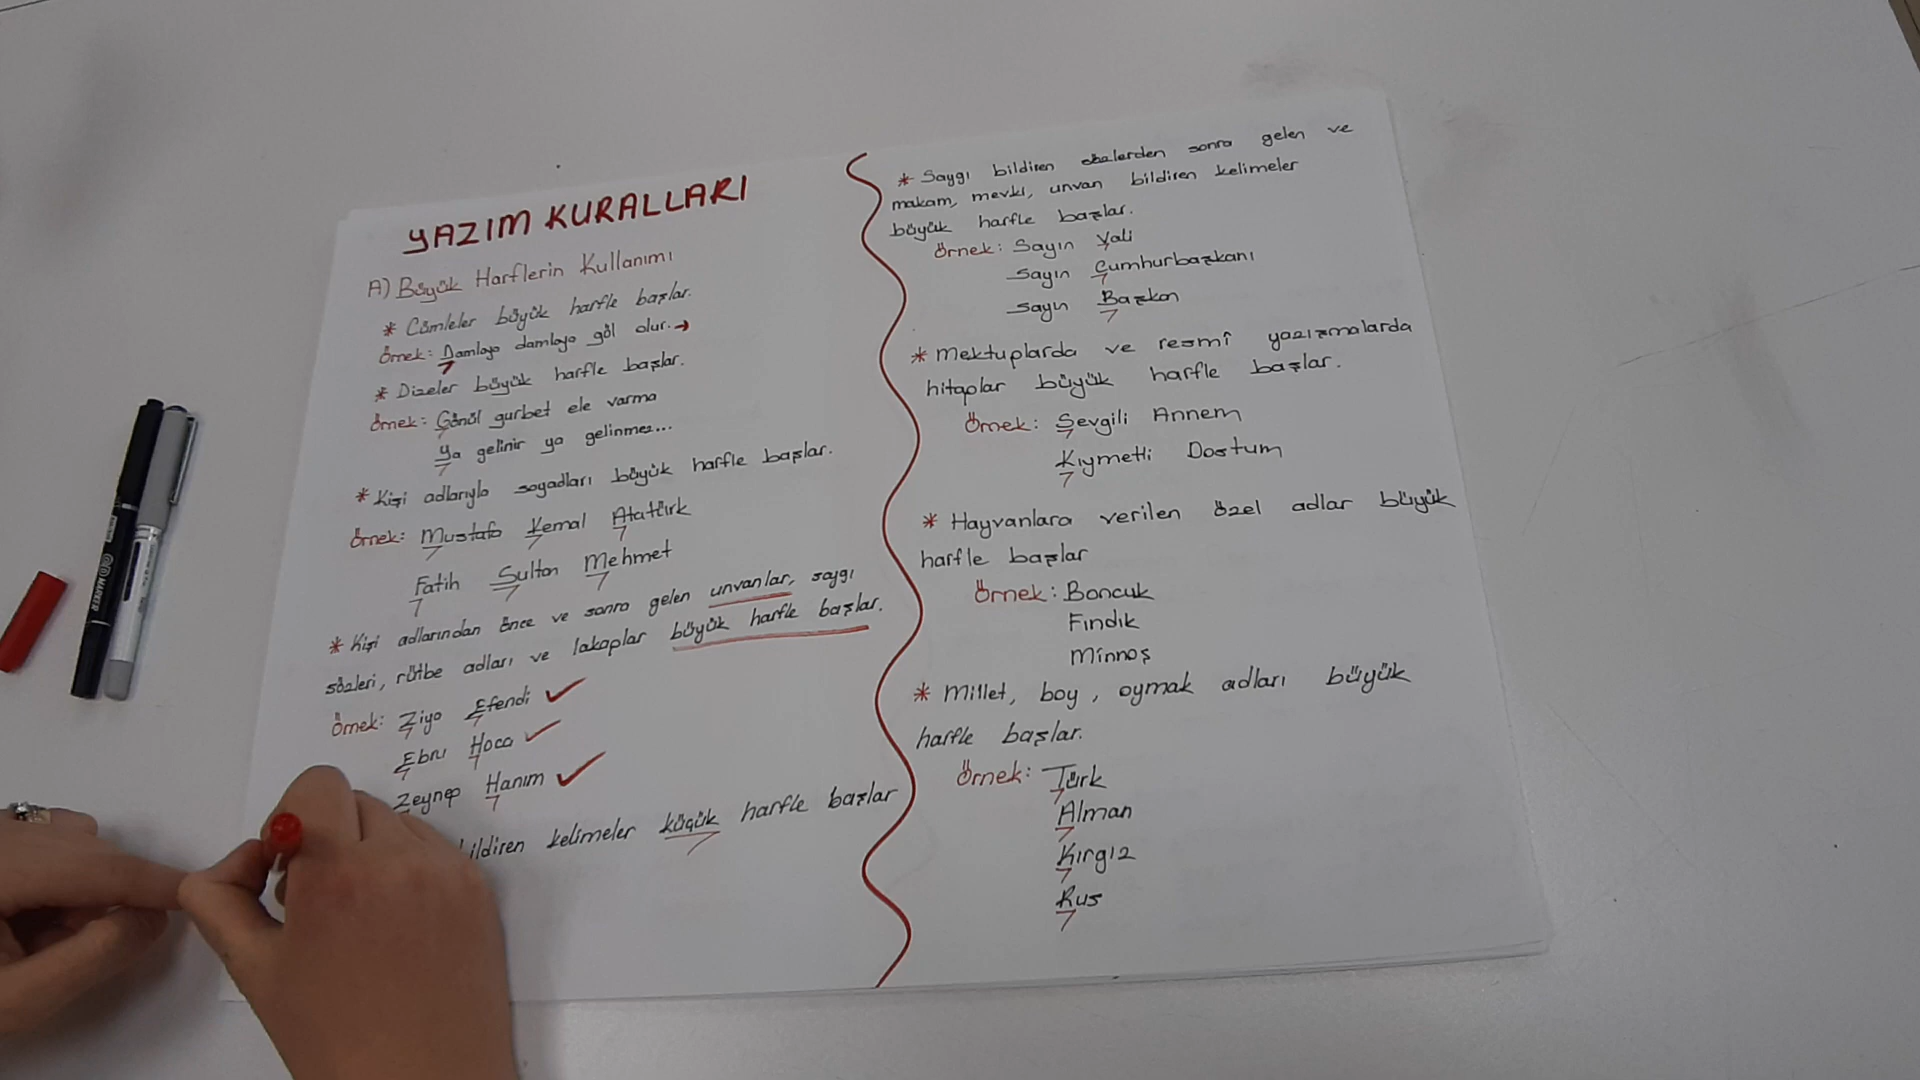 YAZIM KURALLARI
A) Büyük Harflerin Kullanımı
* Cümleler büyük harfle başlar.
Örnek: Damlaya damlaya göl olur. →
* Dizeler büyük harfle başlar.
Örnek: Gönül gurbet ele varma
Ya gelinir ya gelinmez...
* Kişi adlarıyla soyadları büyük harfle başlar.
Örnek: Mustafa Kemal Atatürk
Fatih Sultan Mehmet
* Kişi adlarından önce ve sonra gelen unvanlar, saygı
sözleri, rütbe adları ve lakaplar büyük harfle başlar.
Örnek: Ziya Efendi ✓
Ebru Hoca ✓
Zeynep Hanım ✓
bildiren kelimeler küçük harfle başlar
* Saygı bildiren sözlerden sonra gelen ve
makam, mevki, unvan bildiren kelimeler
büyük harfle başlar.
Örnek: Sayın Vali
Sayın Cumhurbaşkanı
Sayın Başkan
* Mektuplarda ve resmî yazışmalarda
hitaplar büyük harfle başlar.
Örnek: Sevgili Annem
Kıymetli Dostum
* Hayvanlara verilen özel adlar büyük
harfle başlar
Örnek: Boncuk
Fındık
Minnoş
* Millet, boy, oymak adları büyük
harfle başlar.
Örnek: Türk
Alman
Kırgız
Rus